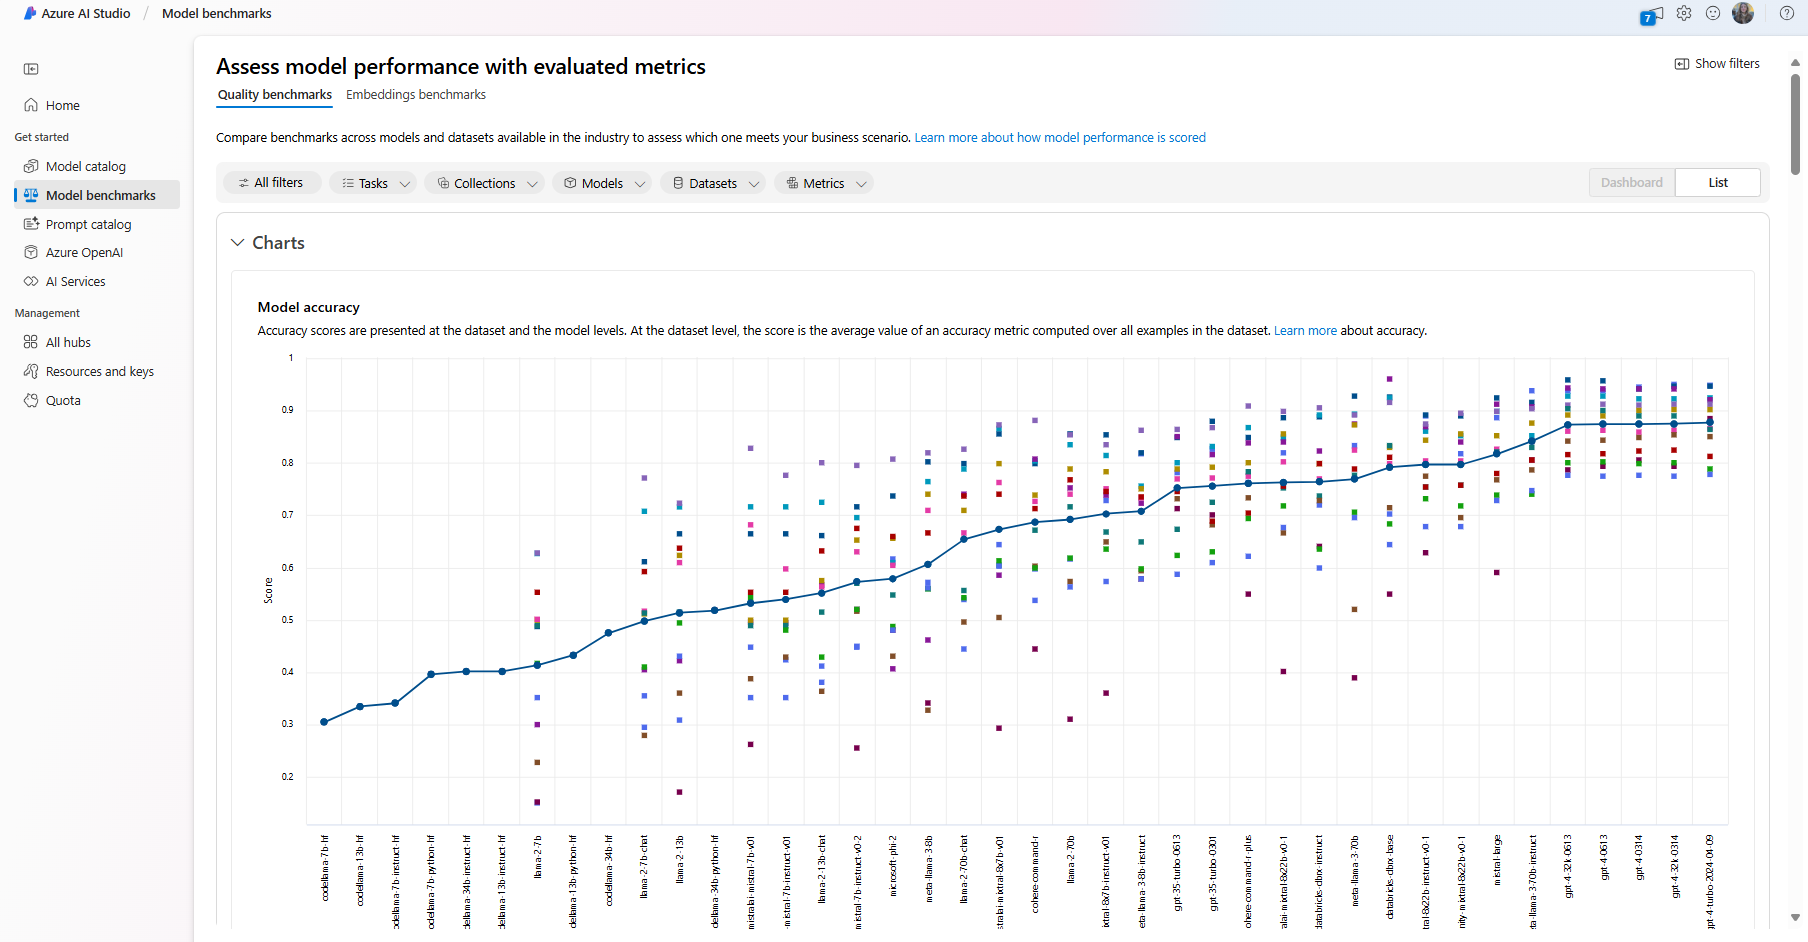 Azure AI Studio / Model benchmarks
7
Home
Get started
Model catalog
Model benchmarks
Prompt catalog
Azure OpenAI
AI Services
Management
All hubs
Resources and keys
Quota
Assess model performance with evaluated metrics
Show filters
Quality benchmarks Embeddings benchmarks
Compare benchmarks across models and datasets available in the industry to assess which one meets your business scenario. Learn more about how model performance is scored
All filters Tasks Collections Models Datasets Metrics Dashboard List
Charts
Model accuracy
Accuracy scores are presented at the dataset and the model levels. At the dataset level, the score is the average value of an accuracy metric computed over all examples in the dataset. Learn more about accuracy.
1
0.9
0.8
0.7
0.6
0.5
0.4
0.3
0.2
Score
codellama-7b-hf
codellama-13b-hf
odellama-7b-instruct-hf
odellama-7b-python-hf
dellama-34b-instruct-hf
dellama-13b-instruct-hf
llama-2-7b
dellama-13b-python-hf
codellama-34b-hf
llama-2-7b-chat
llama-2-13b
dellama-34b-python-hf
mistralai-mistral-7b-v01
-mistral-7b-instruct-v01
llama-2-13b-chat
mistral-7b-instruct-v0-2
microsoft-phi-2
meta-llama-3-8b
llama-2-70b-chat
stralai-mixtral-8x7b-v01
cohere-command-r
llama-2-70b
ixtral-8x7b-instruct-v01
eta-llama-3-8b-instruct
gpt-35-turbo-0613
gpt-35-turbo-0301
ohere-command-r-plus
alai-mixtral-8x22b-v0-1
databricks-dbrx-instruct
meta-llama-3-70b
databricks-dbrx-base
tral-8x22b-instruct-v0-1
nity-mixtral-8x22b-v0-1
mistral-large
ta-llama-3-70b-instruct
gpt-4-32k-0613
gpt-4-0613
gpt-4-0314
gpt-4-32k-0314
gpt-4-turbo-2024-04-09